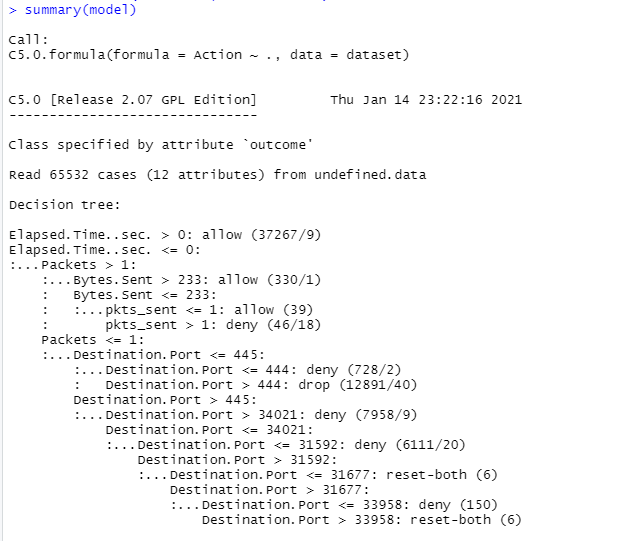 > summary(model)
Call:
C5.0.formula(formula = Action ~ ., data = dataset)
C5.0 [Release 2.07 GPL Edition]         Thu Jan 14 23:22:16 2021
-------------------------------
Class specified by attribute `outcome'
Read 65532 cases (12 attributes) from undefined.data
Decision tree:
Elapsed.Time..sec. > 0: allow (37267/9)
Elapsed.Time..sec. <= 0:
:...Packets > 1:
    :...Bytes.Sent > 233: allow (330/1)
    :   Bytes.Sent <= 233:
    :   :...pkts_sent <= 1: allow (39)
    :       pkts_sent > 1: deny (46/18)
    Packets <= 1:
    :...Destination.Port <= 445:
        :...Destination.Port <= 444: deny (728/2)
        :   Destination.Port > 444: drop (12891/40)
        Destination.Port > 445:
        :...Destination.Port > 34021: deny (7958/9)
            Destination.Port <= 34021:
            :...Destination.Port <= 31592: deny (6111/20)
                Destination.Port > 31592:
                :...Destination.Port <= 31677: reset-both (6)
                    Destination.Port > 31677:
                    :...Destination.Port <= 33958: deny (150)
                        Destination.Port > 33958: reset-both (6)